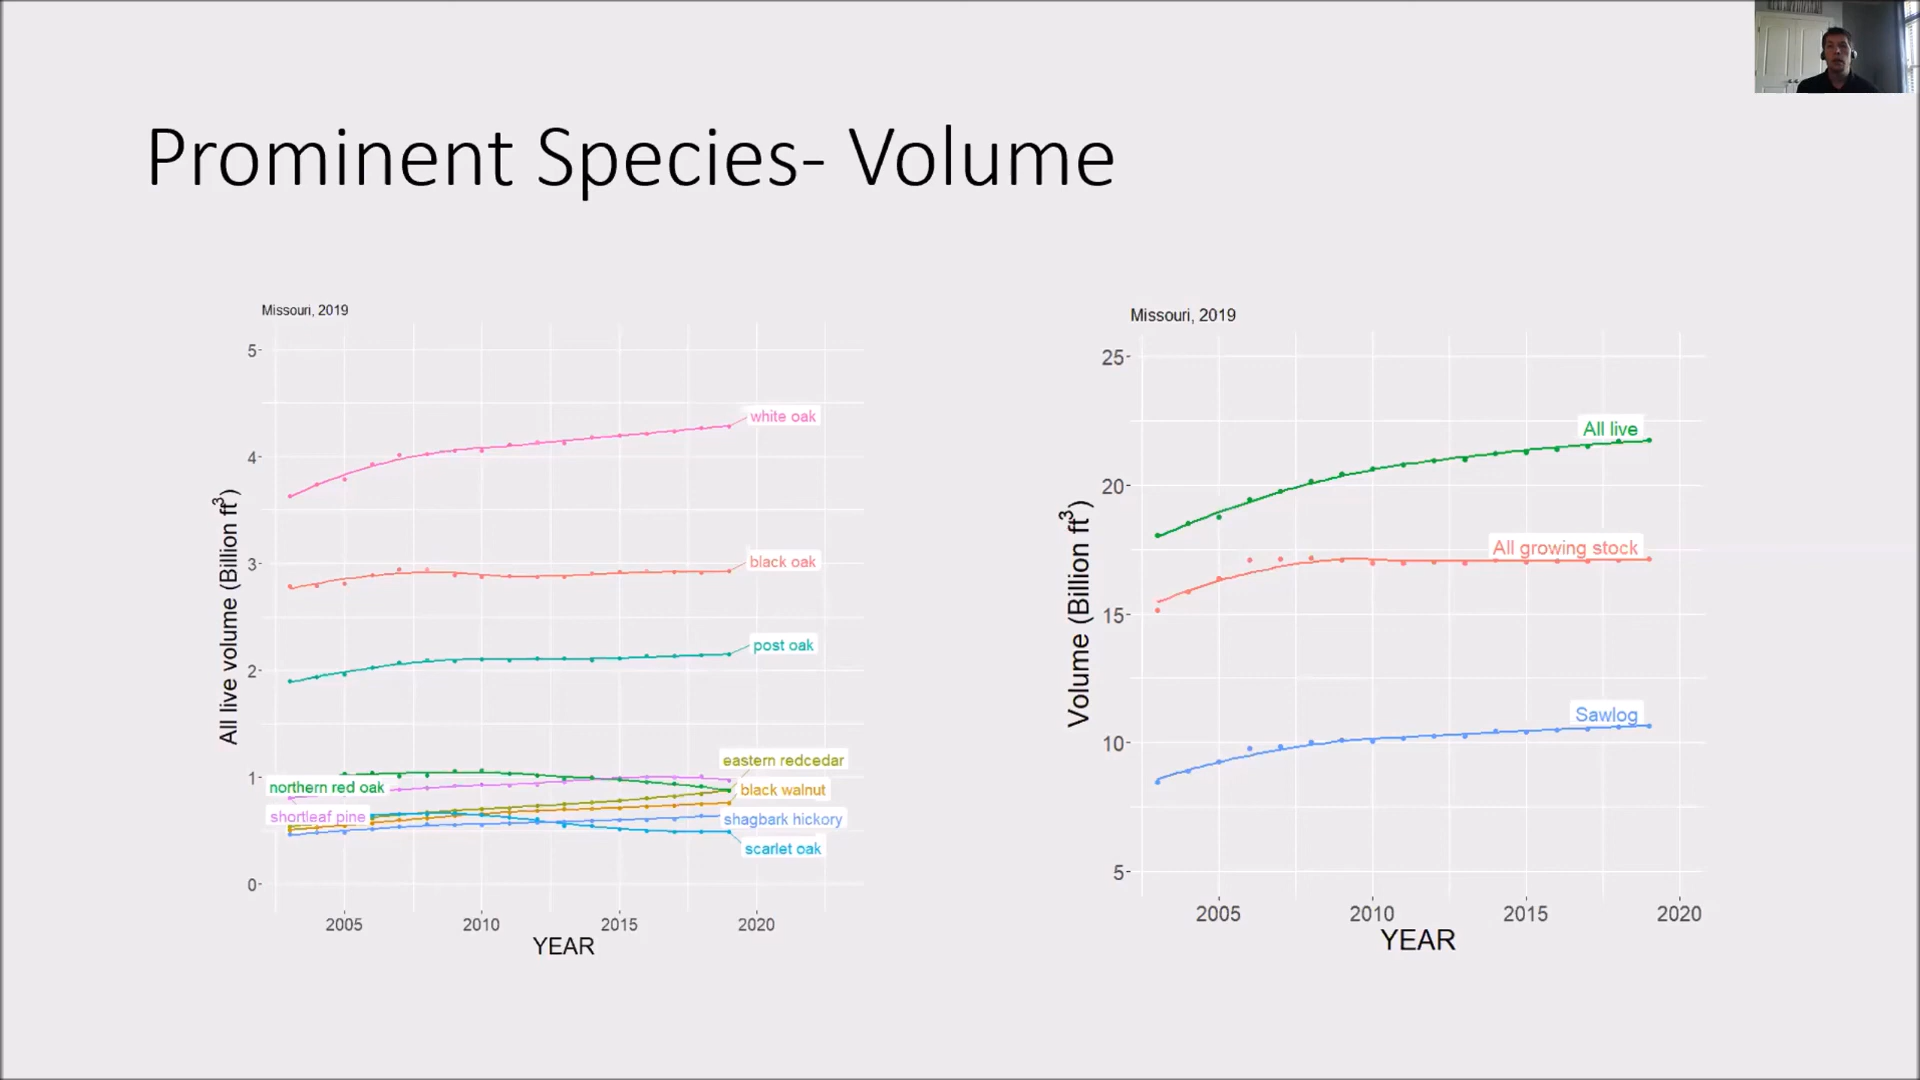 Prominent Species- Volume
Missouri, 2019
5
4
3
2
1
0
All live volume (Billion ft³)
white oak
black oak
post oak
eastern redcedar
northern red oak
black walnut
shortleaf pine
shagbark hickory
scarlet oak
2005 2010 2015 2020
YEAR
Missouri, 2019
25
20
15
10
5
Volume (Billion ft³)
All live
All growing stock
Sawlog
2005 2010 2015 2020
YEAR